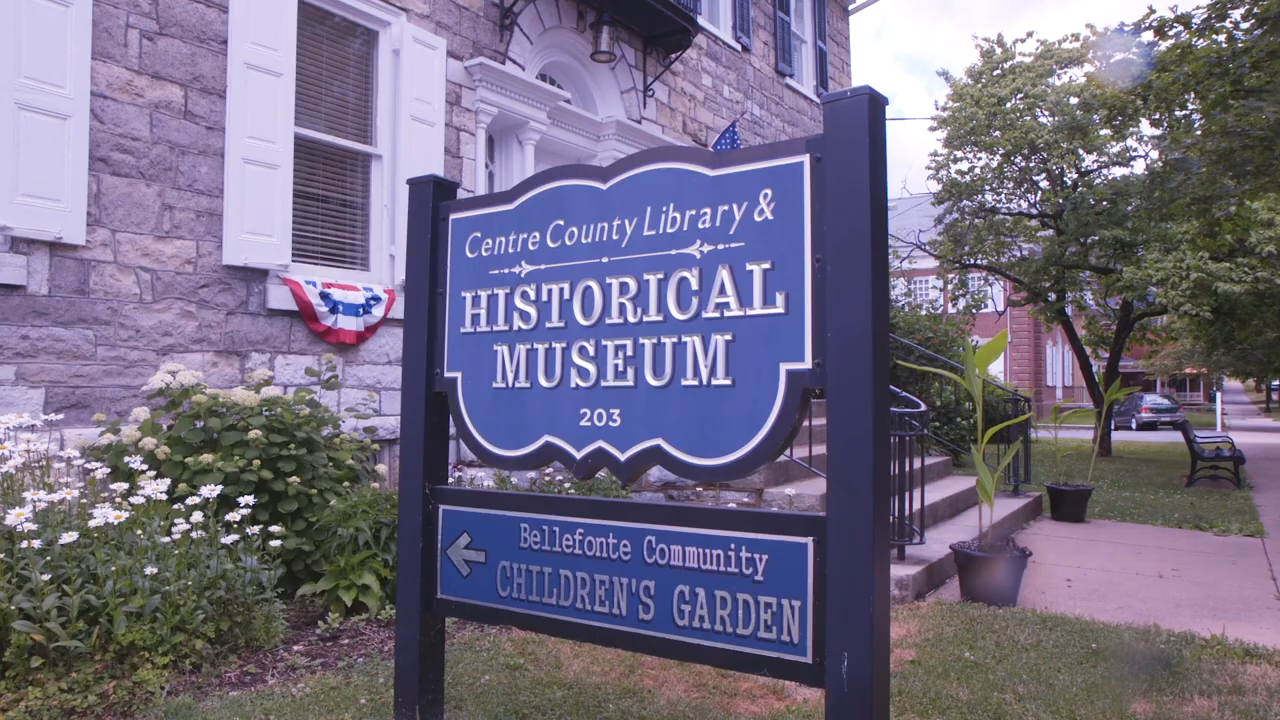 Centre County Library &
HISTORICAL
MUSEUM
203
Bellefonte Community
CHILDREN'S GARDEN